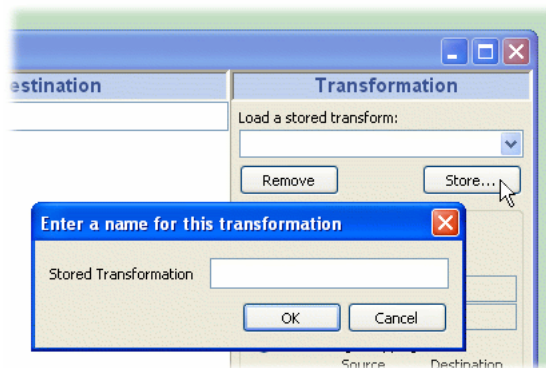 estination
Transformation
Load a stored transform:
Remove
Store...
Enter a name for this transformation
Stored Transformation
OK
Cancel
Source
Destination